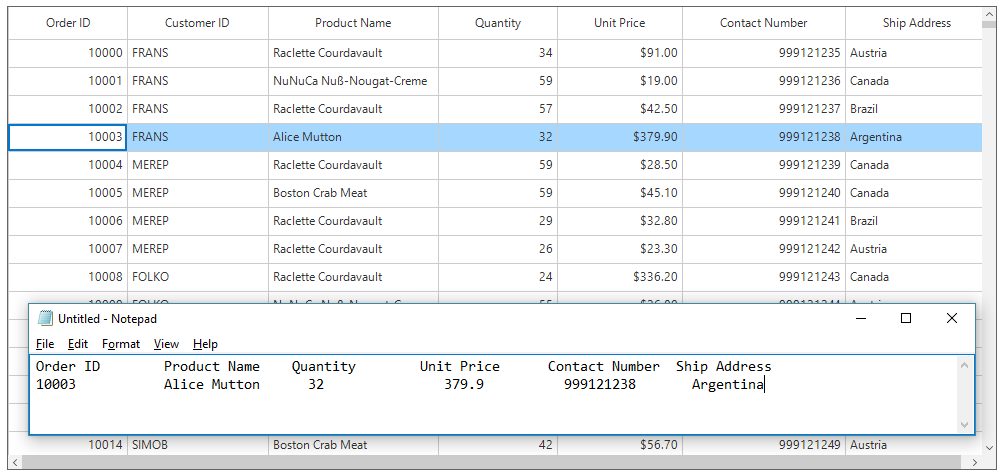 Order ID Customer ID Product Name Quantity Unit Price Contact Number Ship Address
10000 FRANS Raclette Courdavault 34 $91.00 999121235 Austria
10001 FRANS NuNuCa Nuß-Nougat-Creme 59 $19.00 999121236 Canada
10002 FRANS Raclette Courdavault 57 $42.50 999121237 Brazil
10003 FRANS Alice Mutton 32 $379.90 999121238 Argentina
10004 MEREP Raclette Courdavault 59 $28.50 999121239 Canada
10005 MEREP Boston Crab Meat 59 $45.10 999121240 Canada
10006 MEREP Raclette Courdavault 29 $32.80 999121241 Brazil
10007 MEREP Raclette Courdavault 26 $23.30 999121242 Austria
10008 FOLKO Raclette Courdavault 24 $336.20 999121243 Canada
Untitled - Notepad
File Edit Format View Help
Order ID Product Name Quantity Unit Price Contact Number Ship Address
10003 Alice Mutton 32 379.9 999121238 Argentina
10014 SIMOB Boston Crab Meat 42 $56.70 999121249 Austria